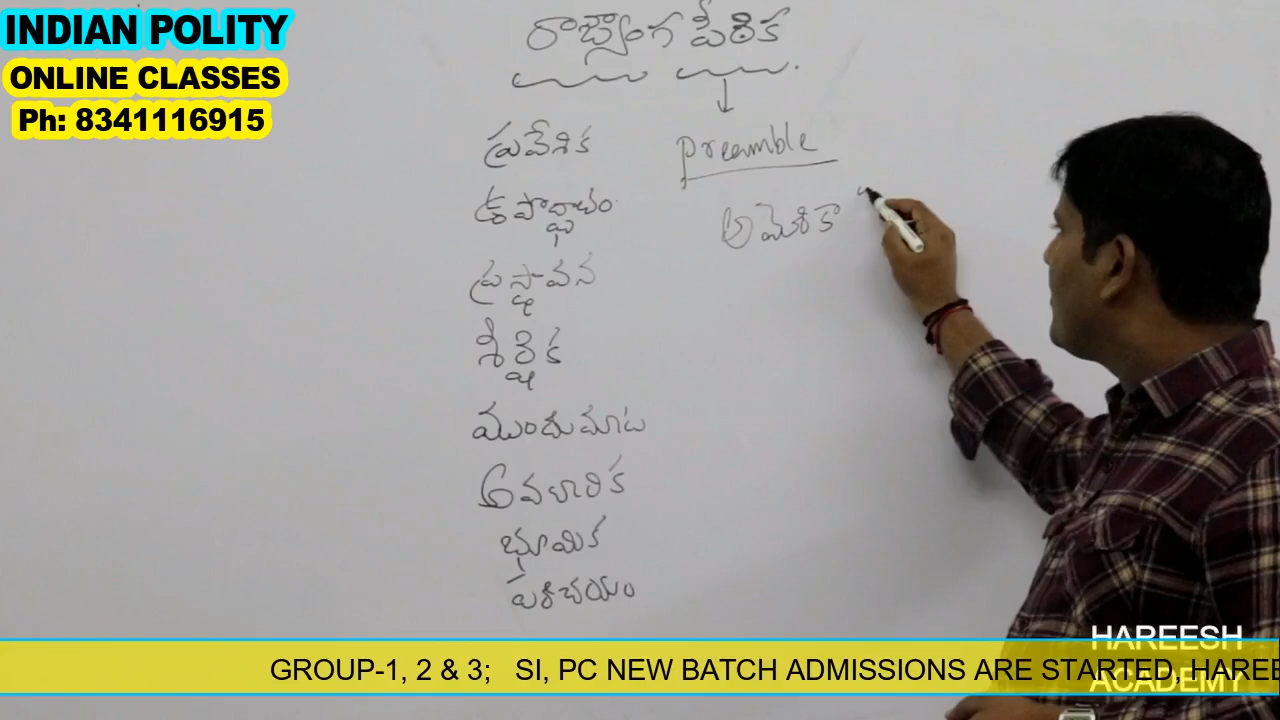 INDIAN POLITY
ONLINE CLASSES
Ph: 8341116915
రాజ్యాంగ పీఠిక
ప్రవేశిక
Preamble
ఉపోద్ఘాతం
అమెరికా
ప్రస్తావన
శీర్షిక
ముందుమాట
అవతారిక
భూమిక
పరిచయం
HAREESH
ACADEMY
GROUP-1, 2 & 3; SI, PC NEW BATCH ADMISSIONS ARE STARTED,